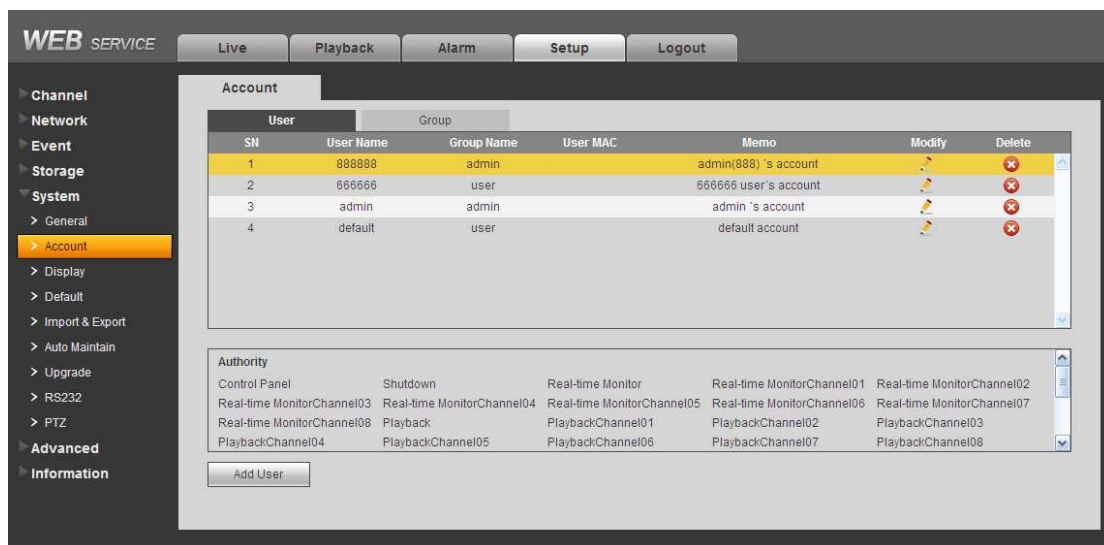 WEB SERVICE
Live Playback Alarm Setup Logout
Channel
Network
Event
Storage
System
> General
> Account
> Display
> Default
> Import & Export
> Auto Maintain
> Upgrade
> RS232
> PTZ
Advanced
Information
Account
User Group
SN User Name Group Name User MAC Memo Modify Delete
1 888888 admin admin(888) 's account
2 666666 user 666666 user's account
3 admin admin admin 's account
4 default user default account
Authority
Control Panel Shutdown Real-time Monitor Real-time MonitorChannel01 Real-time MonitorChannel02
Real-time MonitorChannel03 Real-time MonitorChannel04 Real-time MonitorChannel05 Real-time MonitorChannel06 Real-time MonitorChannel07
Real-time MonitorChannel08 Playback PlaybackChannel01 PlaybackChannel02 PlaybackChannel03
PlaybackChannel04 PlaybackChannel05 PlaybackChannel06 PlaybackChannel07 PlaybackChannel08
Add User